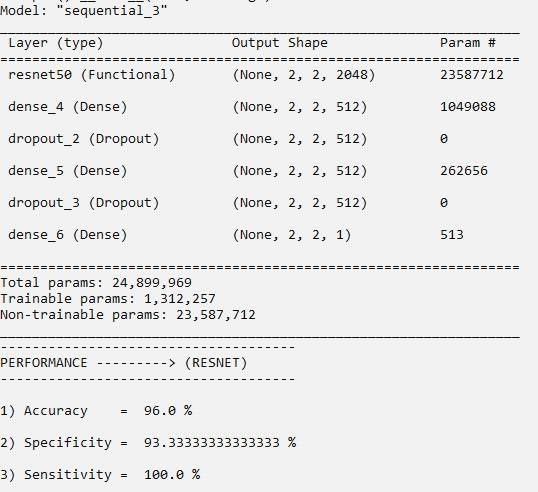 Model: "sequential_3"
Layer (type) Output Shape Param #
resnet50 (Functional) (None, 2, 2, 2048) 23587712
dense_4 (Dense) (None, 2, 2, 512) 1049088
dropout_2 (Dropout) (None, 2, 2, 512) 0
dense_5 (Dense) (None, 2, 2, 512) 262656
dropout_3 (Dropout) (None, 2, 2, 512) 0
dense_6 (Dense) (None, 2, 2, 1) 513
Total params: 24,899,969
Trainable params: 1,312,257
Non-trainable params: 23,587,712
PERFORMANCE ---------> (RESNET)
1) Accuracy = 96.0 %
2) Specificity = 93.33333333333333 %
3) Sensitivity = 100.0 %